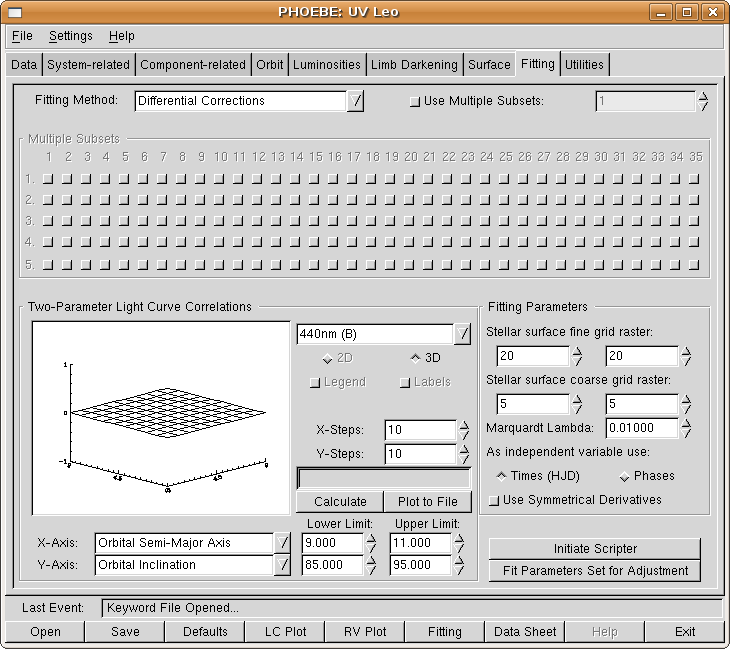 PHOEBE: UV Leo
File Settings Help
Data System-related Component-related Orbit Luminosities Limb Darkening Surface Fitting Utilities
Fitting Method: Differential Corrections Use Multiple Subsets: 1
Multiple Subsets
1 2 3 4 5 6 7 8 9 10 11 12 13 14 15 16 17 18 19 20 21 22 23 24 25 26 27 28 29 30 31 32 33 34 35
1.
2.
3.
4.
5.
Two-Parameter Light Curve Correlations
1
0
-1
440nm (B)
2D 3D
Legend Labels
X-Steps: 10
Y-Steps: 10
Calculate Plot to File
Lower Limit: Upper Limit:
X-Axis: Orbital Semi-Major Axis 9.000 11.000
Y-Axis: Orbital Inclination 85.000 95.000
Fitting Parameters
Stellar surface fine grid raster:
20 20
Stellar surface coarse grid raster:
5 5
Marquardt Lambda: 0.01000
As independent variable use:
Times (HJD) Phases
Use Symmetrical Derivatives
Initiate Scripter
Fit Parameters Set for Adjustment
Last Event: Keyword File Opened...
Open Save Defaults LC Plot RV Plot Fitting Data Sheet Help Exit